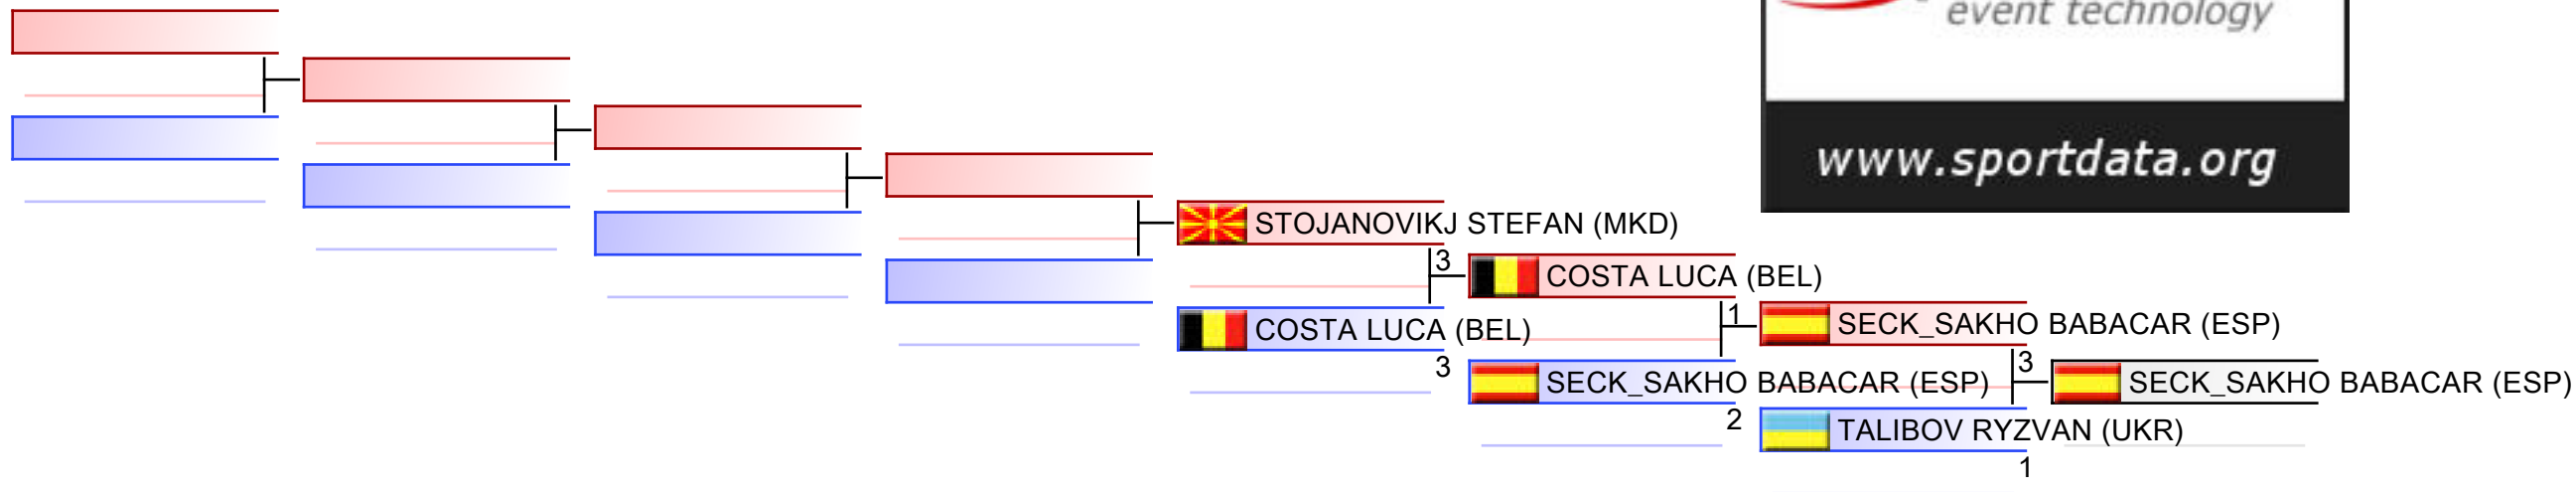 event technology
www.sportdata.org
STOJANOVIKJ STEFAN (MKD)
3
COSTA LUCA (BEL)
COSTA LUCA (BEL)
3
1
SECK_SAKHO BABACAR (ESP)
SECK_SAKHO BABACAR (ESP)
2
3
SECK_SAKHO BABACAR (ESP)
TALIBOV RYZVAN (UKR)
1